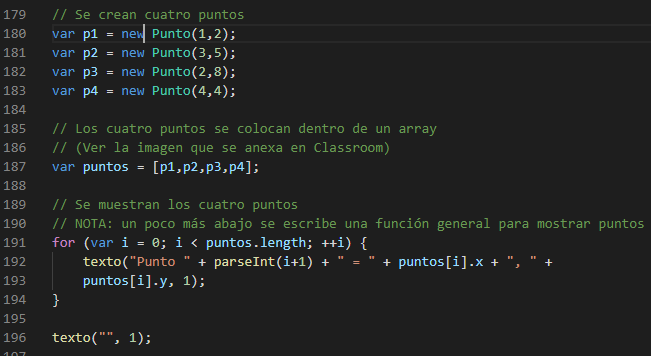 179 // Se crean cuatro puntos
180 var p1 = new Punto(1,2);
181 var p2 = new Punto(3,5);
182 var p3 = new Punto(2,8);
183 var p4 = new Punto(4,4);
184
185 // Los cuatro puntos se colocan dentro de un array
186 // (Ver la imagen que se anexa en Classroom)
187 var puntos = [p1,p2,p3,p4];
188
189 // Se muestran los cuatro puntos
190 // NOTA: un poco más abajo se escribe una función general para mostrar puntos
191 for (var i = 0; i < puntos.length; ++i) {
192 texto("Punto " + parseInt(i+1) + " = " + puntos[i].x + ", " +
193 puntos[i].y, 1);
194 }
195
196 texto("", 1);
197